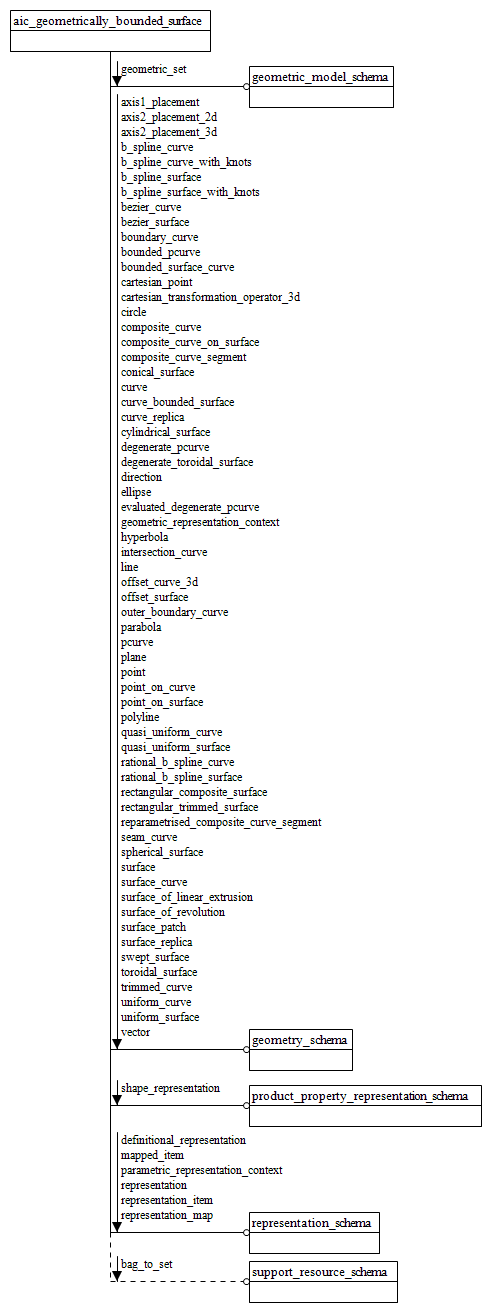 aic_geometrically_bounded_surface
geometric_set
geometric_model_schema
axis1_placement
axis2_placement_2d
axis2_placement_3d
b_spline_curve
b_spline_curve_with_knots
b_spline_surface
b_spline_surface_with_knots
bezier_curve
bezier_surface
boundary_curve
bounded_pcurve
bounded_surface_curve
cartesian_point
cartesian_transformation_operator_3d
circle
composite_curve
composite_curve_on_surface
composite_curve_segment
conical_surface
curve
curve_bounded_surface
curve_replica
cylindrical_surface
degenerate_pcurve
degenerate_toroidal_surface
direction
ellipse
evaluated_degenerate_pcurve
geometric_representation_context
hyperbola
intersection_curve
line
offset_curve_3d
offset_surface
outer_boundary_curve
parabola
pcurve
plane
point
point_on_curve
point_on_surface
polyline
quasi_uniform_curve
quasi_uniform_surface
rational_b_spline_curve
rational_b_spline_surface
rectangular_composite_surface
rectangular_trimmed_surface
reparametrised_composite_curve_segment
seam_curve
spherical_surface
surface
surface_curve
surface_of_linear_extrusion
surface_of_revolution
surface_patch
surface_replica
swept_surface
toroidal_surface
trimmed_curve
uniform_curve
uniform_surface
vector
geometry_schema
shape_representation
product_property_representation_schema
definitional_representation
mapped_item
parametric_representation_context
representation
representation_item
representation_map
representation_schema
bag_to_set
support_resource_schema